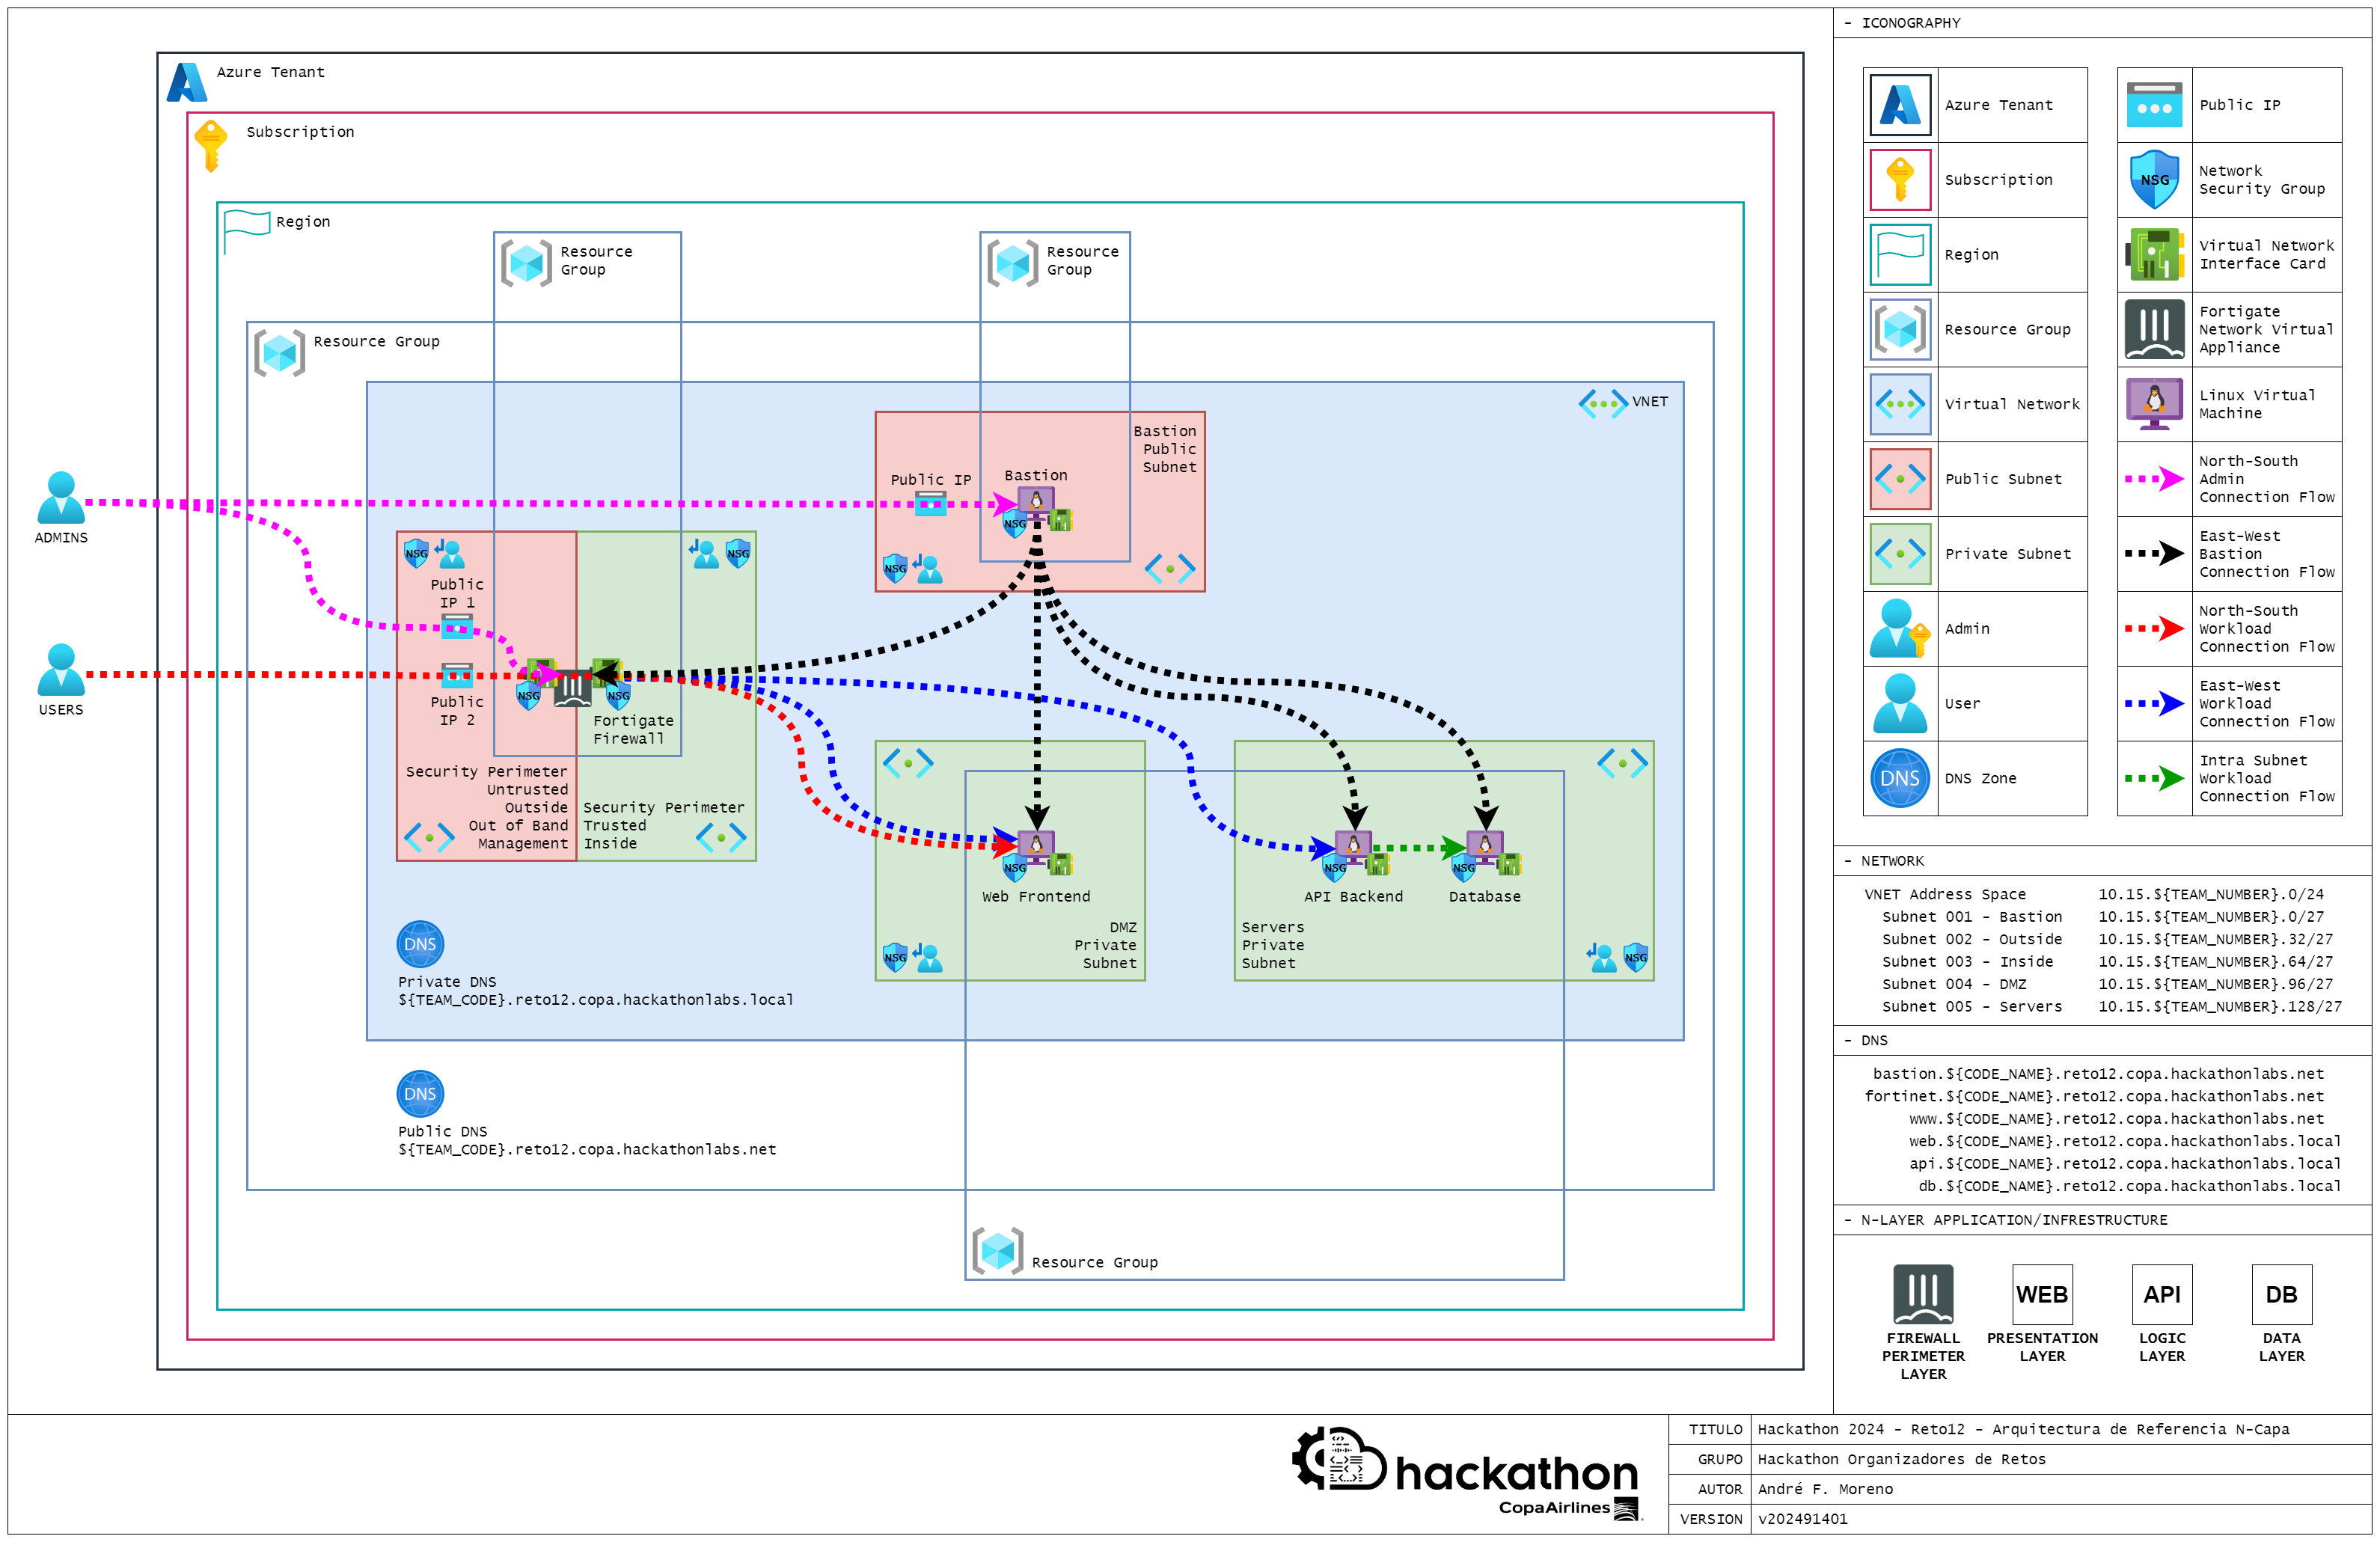 Azure Tenant
Subscription
Region
Resource
Group
Resource
Group
Resource Group
VNET
Bastion
Public
Subnet
Public IP
Bastion
NSG
NSG
ADMINS
NSG
NSG
Public
IP 1
USERS
Public
IP 2
NSG
NSG
Fortigate
Firewall
Security Perimeter
Untrusted
Outside
Out of Band
Management
Security Perimeter
Trusted
Inside
NSG
Web Frontend
DMZ
Private
Subnet
NSG
NSG
API Backend
NSG
Database
Servers
Private
Subnet
NSG
DNS
Private DNS
${TEAM_CODE}.reto12.copa.hackathonlabs.local
DNS
Public DNS
${TEAM_CODE}.reto12.copa.hackathonlabs.net
Resource Group
- ICONOGRAPHY
Azure Tenant
Subscription
Region
Resource Group
Virtual Network
Public Subnet
Private Subnet
Admin
User
DNS
DNS Zone
Public IP
NSG
Network
Security Group
Virtual Network
Interface Card
Fortigate
Network Virtual
Appliance
Linux Virtual
Machine
North-South
Admin
Connection Flow
East-West
Bastion
Connection Flow
North-South
Workload
Connection Flow
East-West
Workload
Connection Flow
Intra Subnet
Workload
Connection Flow
- NETWORK
VNET Address Space 10.15.${TEAM_NUMBER}.0/24
Subnet 001 - Bastion 10.15.${TEAM_NUMBER}.0/27
Subnet 002 - Outside 10.15.${TEAM_NUMBER}.32/27
Subnet 003 - Inside 10.15.${TEAM_NUMBER}.64/27
Subnet 004 - DMZ 10.15.${TEAM_NUMBER}.96/27
Subnet 005 - Servers 10.15.${TEAM_NUMBER}.128/27
- DNS
bastion.${CODE_NAME}.reto12.copa.hackathonlabs.net
fortinet.${CODE_NAME}.reto12.copa.hackathonlabs.net
www.${CODE_NAME}.reto12.copa.hackathonlabs.net
web.${CODE_NAME}.reto12.copa.hackathonlabs.local
api.${CODE_NAME}.reto12.copa.hackathonlabs.local
db.${CODE_NAME}.reto12.copa.hackathonlabs.local
- N-LAYER APPLICATION/INFRESTRUCTURE
WEB
API
DB
FIREWALL
PERIMETER
LAYER
PRESENTATION
LAYER
LOGIC
LAYER
DATA
LAYER
hackathon
CopaAirlines
TITULO Hackathon 2024 - Reto12 - Arquitectura de Referencia N-Capa
GRUPO Hackathon Organizadores de Retos
AUTOR André F. Moreno
VERSION v202491401